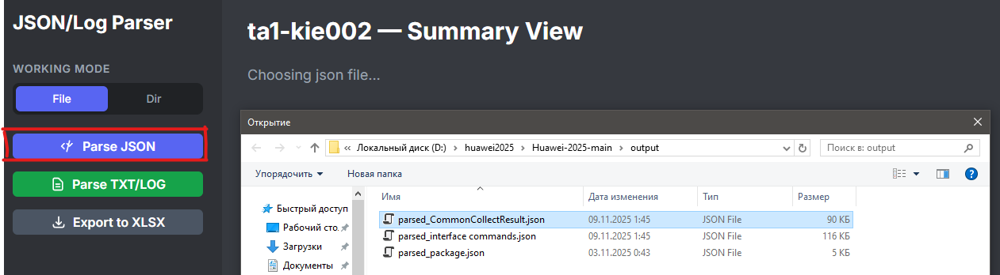 JSON/Log Parser
WORKING MODE
File
Dir
Parse JSON
Parse TXT/LOG
Export to XLSX
ta1-kie002 — Summary View
Choosing json file...
Открытие
« Локальный диск (D:) › huawei2025 › Huawei-2025-main › output
Поиск в: output
Упорядочить
Новая папка
Имя Дата изменения Тип Размер
Быстрый доступ
Рабочий сто.
Загрузки
Документы
parsed_CommonCollectResult.json 09.11.2025 1:45 JSON File 90 КБ
parsed_interface commands.json 09.11.2025 1:45 JSON File 116 КБ
parsed_package.json 03.11.2025 0:43 JSON File 5 КБ